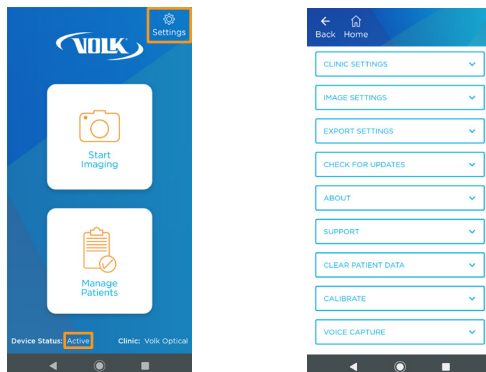 Settings
VOLK
Start
Imaging
Manage
Patients
Device Status: Active Clinic: Volk Optical
Back Home
CLINIC SETTINGS
IMAGE SETTINGS
EXPORT SETTINGS
CHECK FOR UPDATES
ABOUT
SUPPORT
CLEAR PATIENT DATA
CALIBRATE
VOICE CAPTURE